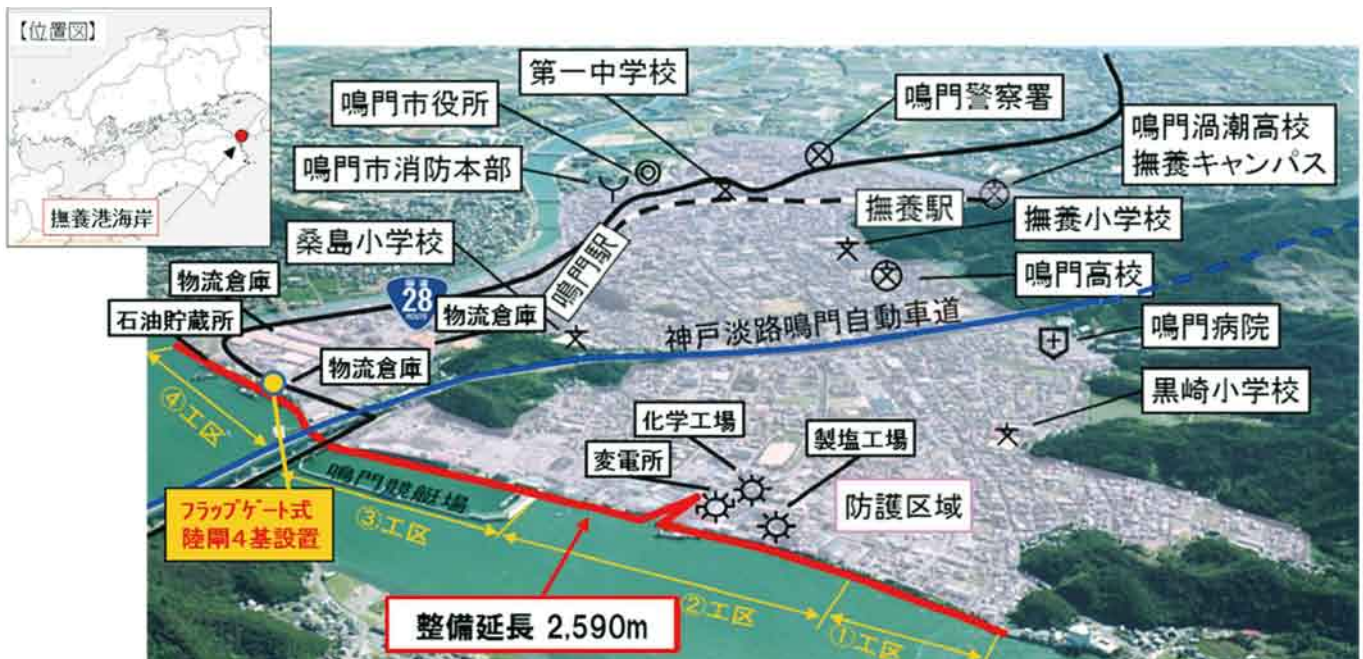 【位置図】
撫養港海岸
第一中学校
鳴門市役所
鳴門警察署
鳴門渦潮高校
撫養キャンパス
鳴門市消防本部
撫養駅
撫養小学校
桑島小学校
鳴門駅
鳴門高校
物流倉庫
国道
28
ROUTE
物流倉庫
石油貯蔵所
神戸淡路鳴門自動車道
鳴門病院
物流倉庫
黒崎小学校
④工区
化学工場
製塩工場
変電所
鳴門競艇場
防護区域
フラップゲート式
陸閘4基設置
③工区
②工区
①工区
整備延長 2,590m